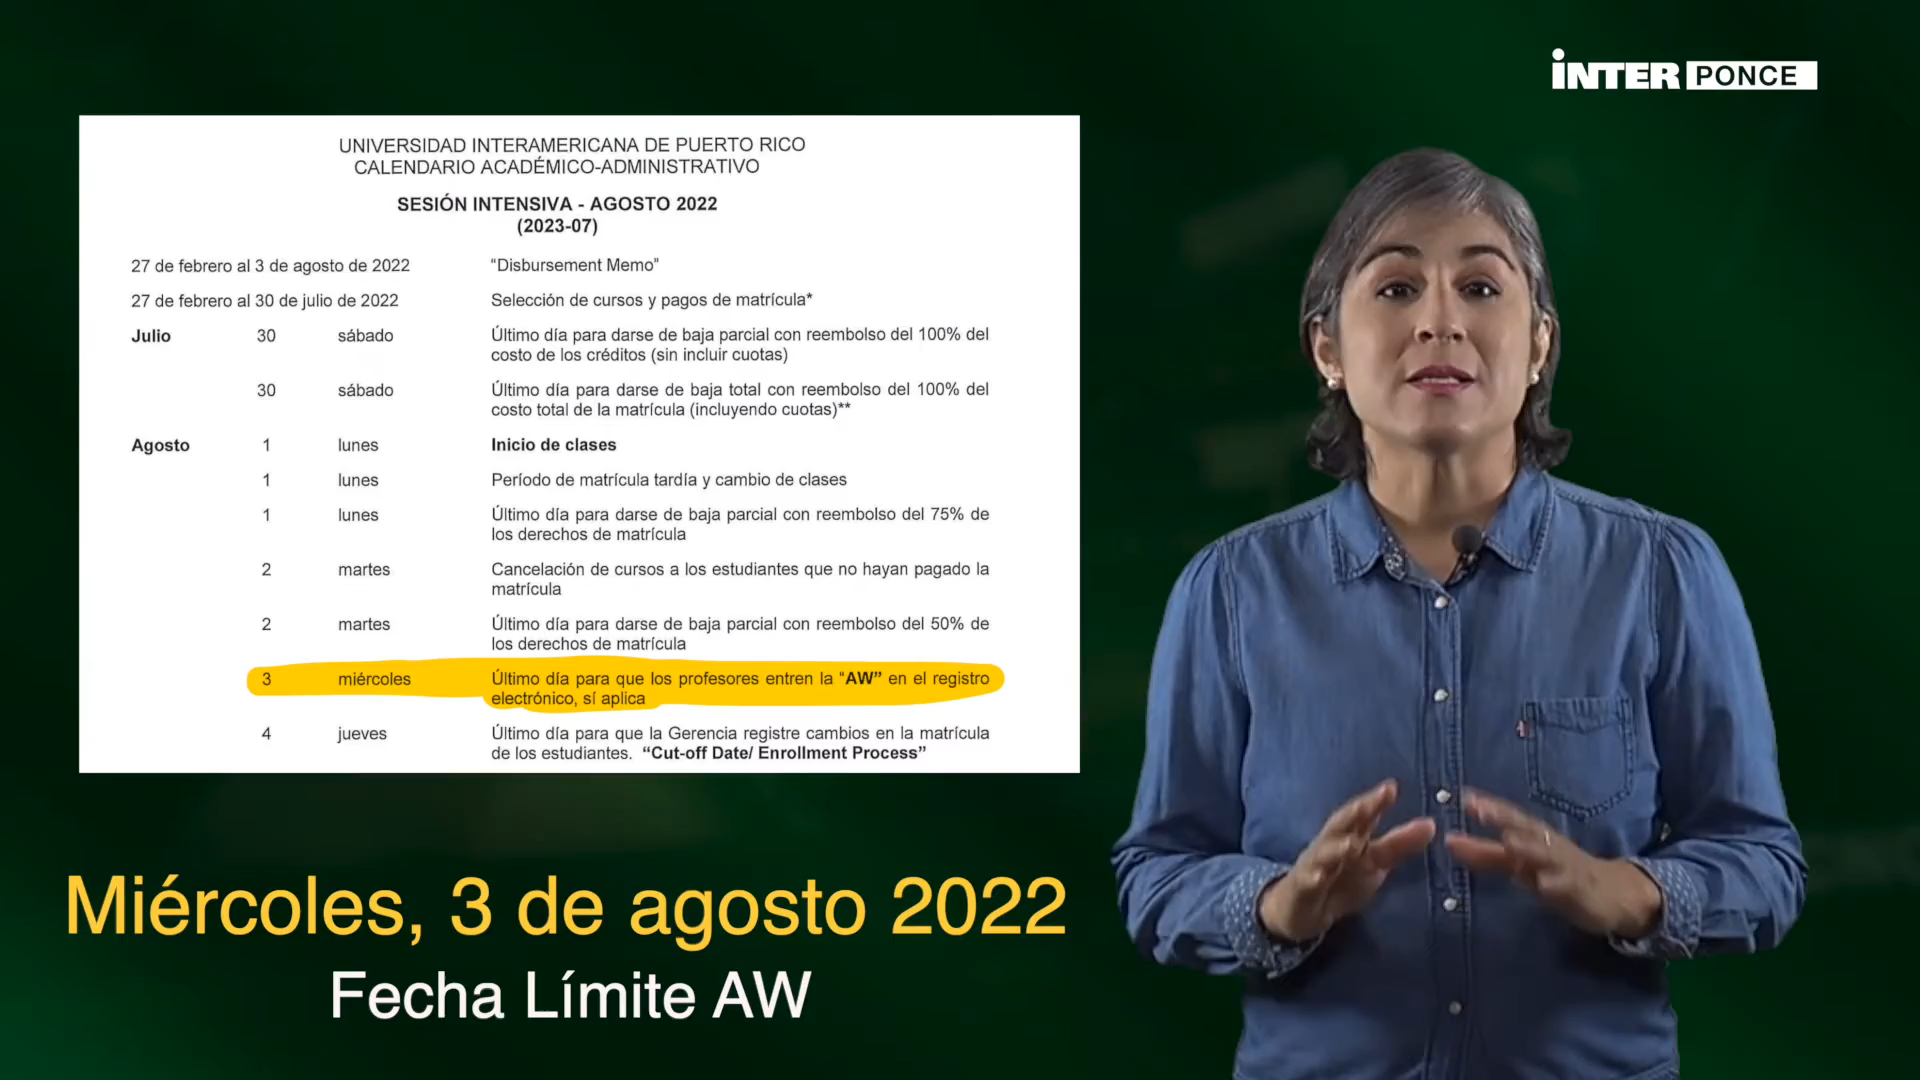 iNTER PONCE
UNIVERSIDAD INTERAMERICANA DE PUERTO RICO
CALENDARIO ACADÉMICO-ADMINISTRATIVO
SESIÓN INTENSIVA - AGOSTO 2022
(2023-07)
27 de febrero al 3 de agosto de 2022 “Disbursement Memo”
27 de febrero al 30 de julio de 2022 Selección de cursos y pagos de matrícula*
Julio 30 sábado Último día para darse de baja parcial con reembolso del 100% del
costo de los créditos (sin incluir cuotas)
30 sábado Último día para darse de baja total con reembolso del 100% del
costo total de la matrícula (incluyendo cuotas)**
Agosto 1 lunes Inicio de clases
1 lunes Período de matrícula tardía y cambio de clases
1 lunes Último día para darse de baja parcial con reembolso del 75% de
los derechos de matrícula
2 martes Cancelación de cursos a los estudiantes que no hayan pagado la
matrícula
2 martes Último día para darse de baja parcial con reembolso del 50% de
los derechos de matrícula
3 miércoles Último día para que los profesores entren la “AW” en el registro
electrónico, sí aplica
4 jueves Último día para que la Gerencia registre cambios en la matrícula
de los estudiantes. “Cut-off Date/ Enrollment Process”
Miércoles, 3 de agosto 2022
Fecha Límite AW